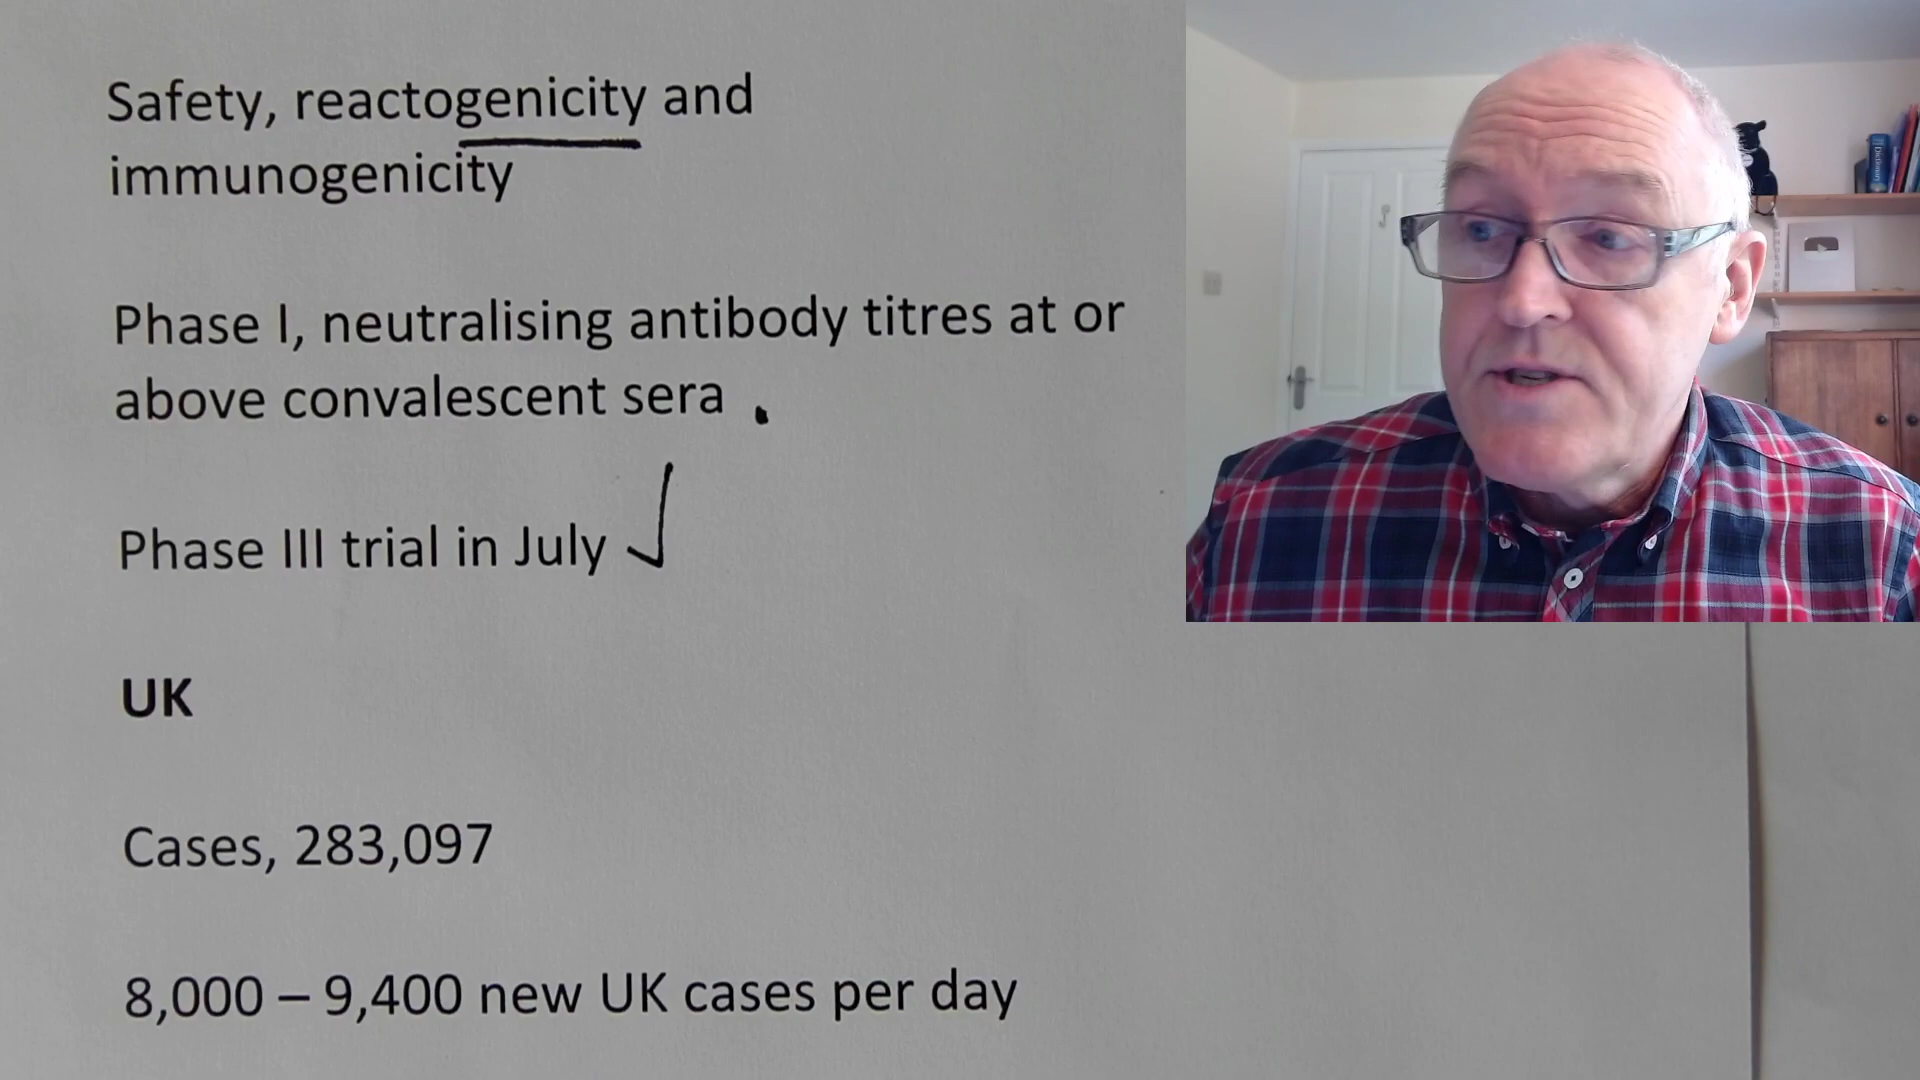 Safety, reactogenicity and
immunogenicity
Phase I, neutralising antibody titres at or
above convalescent sera
Phase III trial in July
UK
Cases, 283,097
8,000 – 9,400 new UK cases per day
Dictionary